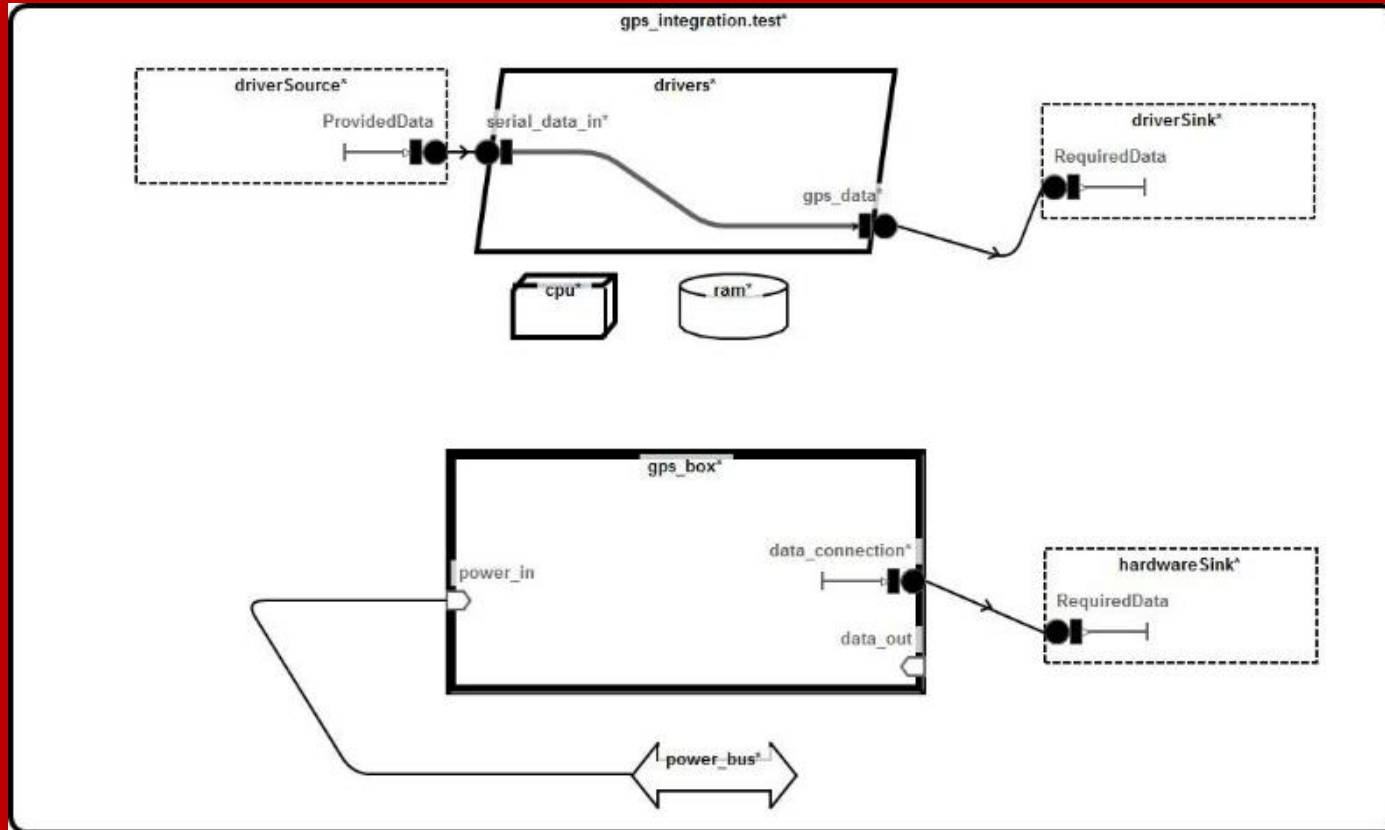 gps_integration.test*
driverSource*
ProvidedData
drivers*
serial_data_in*
gps_data*
driverSink*
RequiredData
cpu*
ram*
gps_box*
power_in
data_connection*
data_out
hardwareSink*
RequiredData
power_bus*